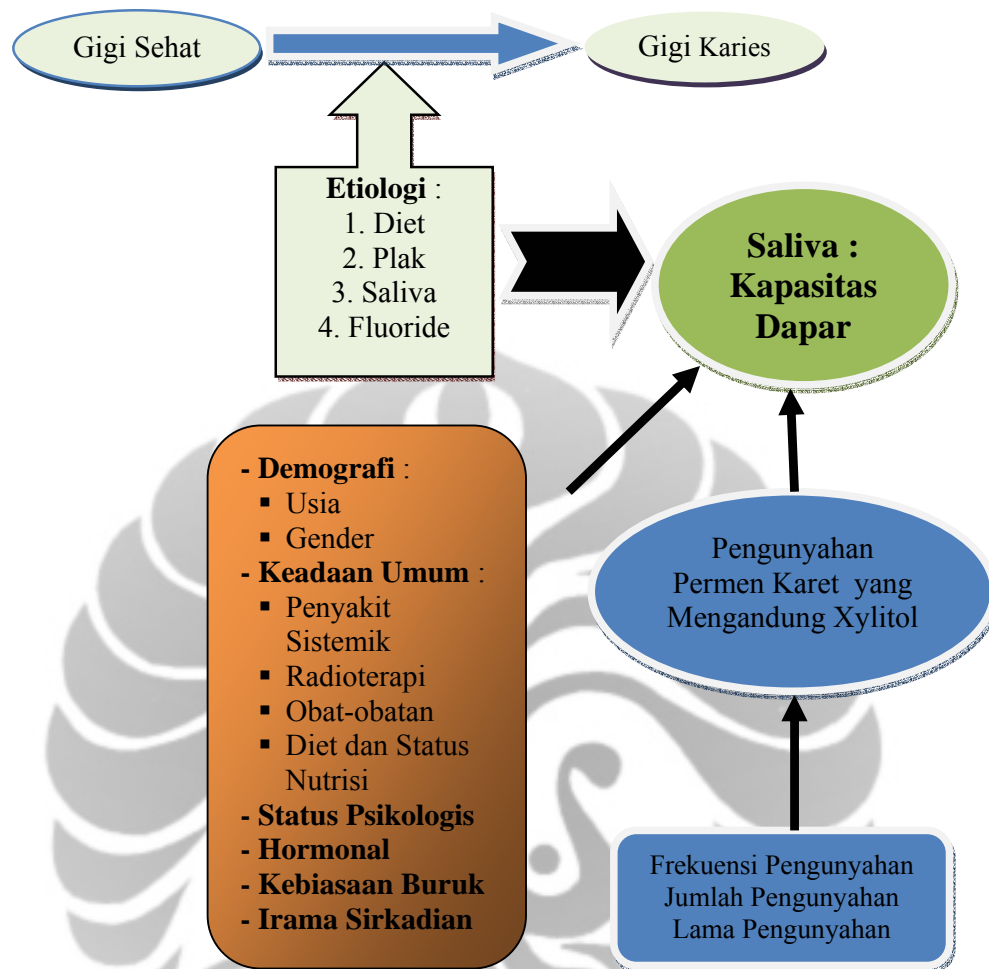 Gigi Sehat
Gigi Karies
Etiologi :
1. Diet
2. Plak
3. Saliva
4. Fluoride
Saliva :
Kapasitas
Dapar
- Demografi :
▪ Usia
▪ Gender
- Keadaan Umum :
▪ Penyakit
Sistemik
▪ Radioterapi
▪ Obat-obatan
▪ Diet dan Status
Nutrisi
- Status Psikologis
- Hormonal
- Kebiasaan Buruk
- Irama Sirkadian
Pengunyahan
Permen Karet yang
Mengandung Xylitol
Frekuensi Pengunyahan
Jumlah Pengunyahan
Lama Pengunyahan